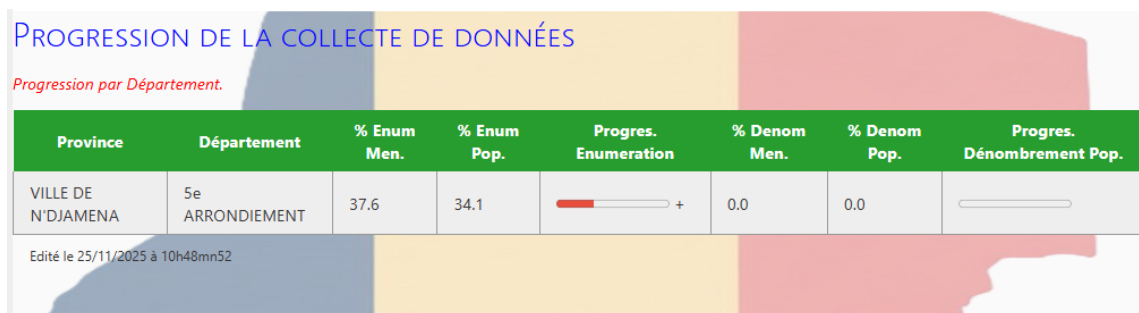 PROGRESSION DE LA COLLECTE DE DONNÉES
Progression par Département.
Province Département % Enum Men. % Enum Pop. Progres. Enumeration % Denom Men. % Denom Pop. Progres. Dénombrement Pop.
VILLE DE N'DJAMENA 5e ARRONDIEMENT 37.6 34.1 + 0.0 0.0
Edité le 25/11/2025 à 10h48mn52